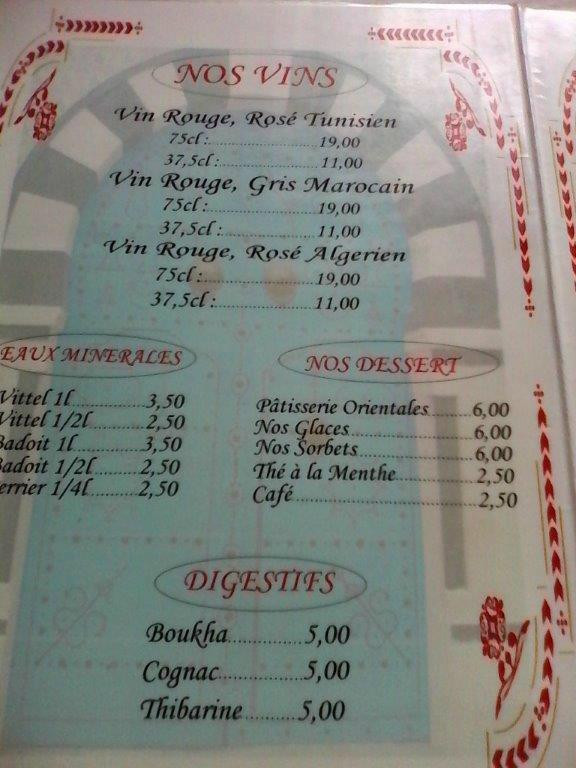 NOS VINS
Vin Rouge, Rosé Tunisien
75cl :..............................19,00
37,5cl :..........................11,00
Vin Rouge, Gris Marocain
75cl :..............................19,00
37,5cl :..........................11,00
Vin Rouge, Rosé Algerien
75cl :..............................19,00
37,5cl :..........................11,00
EAUX MINERALES
Vittel 1l..............3,50
Vittel 1/2l...........2,50
Badoit 1l.............3,50
Badoit 1/2l..........2,50
errier 1/4l..........2,50
NOS DESSERT
Pâtisserie Orientales.........6,00
Nos Glaces..........................6,00
Nos Sorbets.........................6,00
Thé à la Menthe..................2,50
Café.....................................2,50
DIGESTIFS
Boukha...............5,00
Cognac.................5,00
Thibarine...........5,00